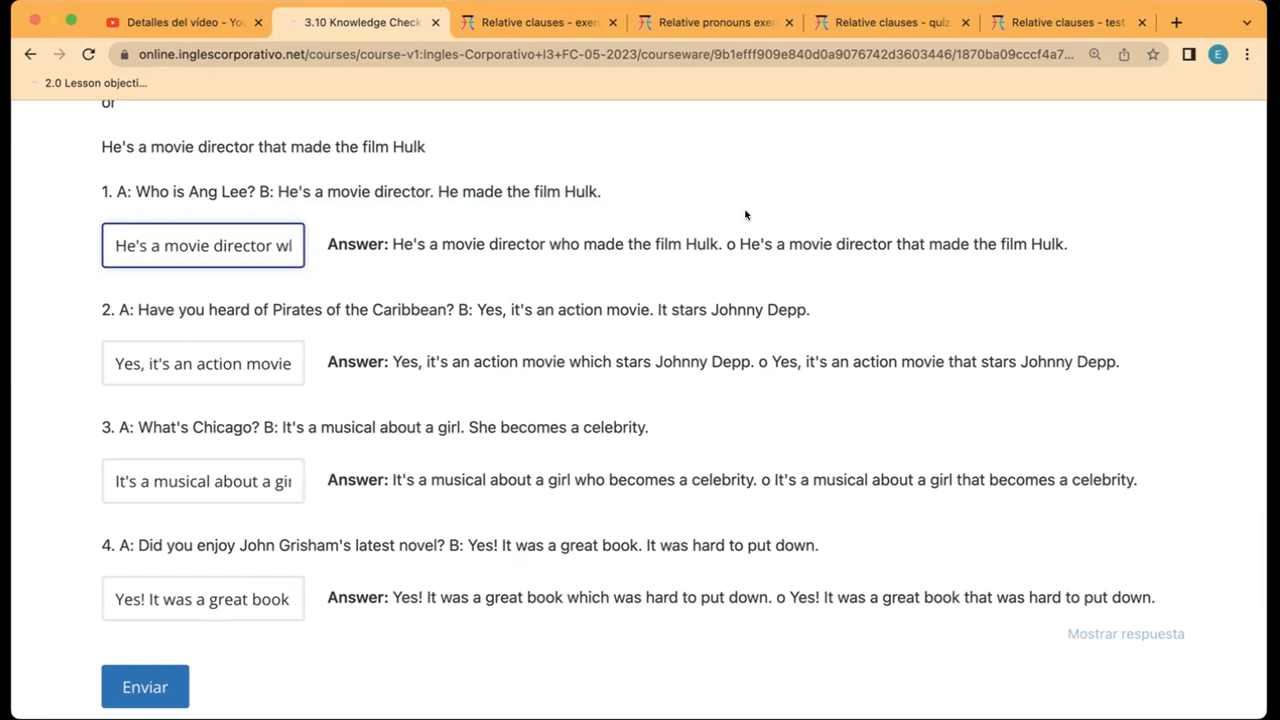 Detalles del vídeo - You
3.10 Knowledge Check
Relative clauses - exer
Relative pronouns exer
Relative clauses - quiz
Relative clauses - test
online.inglescorporativo.net/courses/course-v1:Ingles-Corporativo+I3+FC-05-2023/courseware/9b1efff909e840d0a9076742d3603446/1870ba09cccf4a7...
E
2.0 Lesson objecti...
or
He's a movie director that made the film Hulk
1. A: Who is Ang Lee? B: He's a movie director. He made the film Hulk.
He's a movie director wh
Answer: He's a movie director who made the film Hulk. o He's a movie director that made the film Hulk.
2. A: Have you heard of Pirates of the Caribbean? B: Yes, it's an action movie. It stars Johnny Depp.
Yes, it's an action movie
Answer: Yes, it's an action movie which stars Johnny Depp. o Yes, it's an action movie that stars Johnny Depp.
3. A: What's Chicago? B: It's a musical about a girl. She becomes a celebrity.
It's a musical about a gir
Answer: It's a musical about a girl who becomes a celebrity. o It's a musical about a girl that becomes a celebrity.
4. A: Did you enjoy John Grisham's latest novel? B: Yes! It was a great book. It was hard to put down.
Yes! It was a great book
Answer: Yes! It was a great book which was hard to put down. o Yes! It was a great book that was hard to put down.
Mostrar respuesta
Enviar